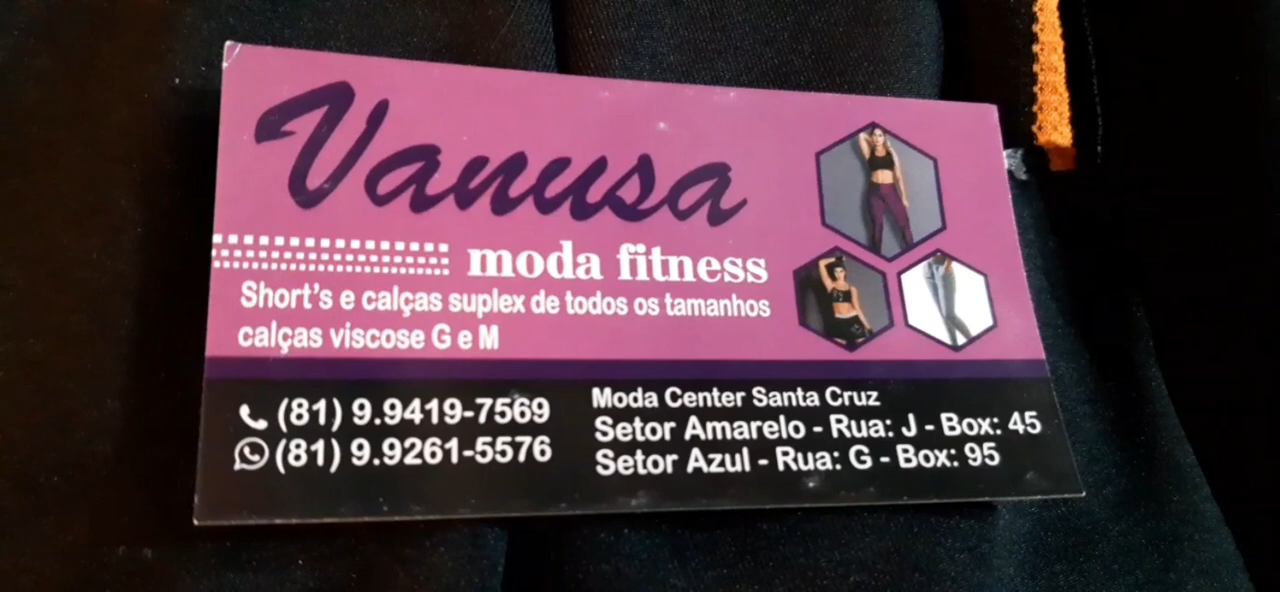 Vanusa
moda fitness
Short's e calças suplex de todos os tamanhos
calças viscose G e M
(81) 9.9419-7569
(81) 9.9261-5576
Moda Center Santa Cruz
Setor Amarelo - Rua: J - Box: 45
Setor Azul - Rua: G - Box: 95